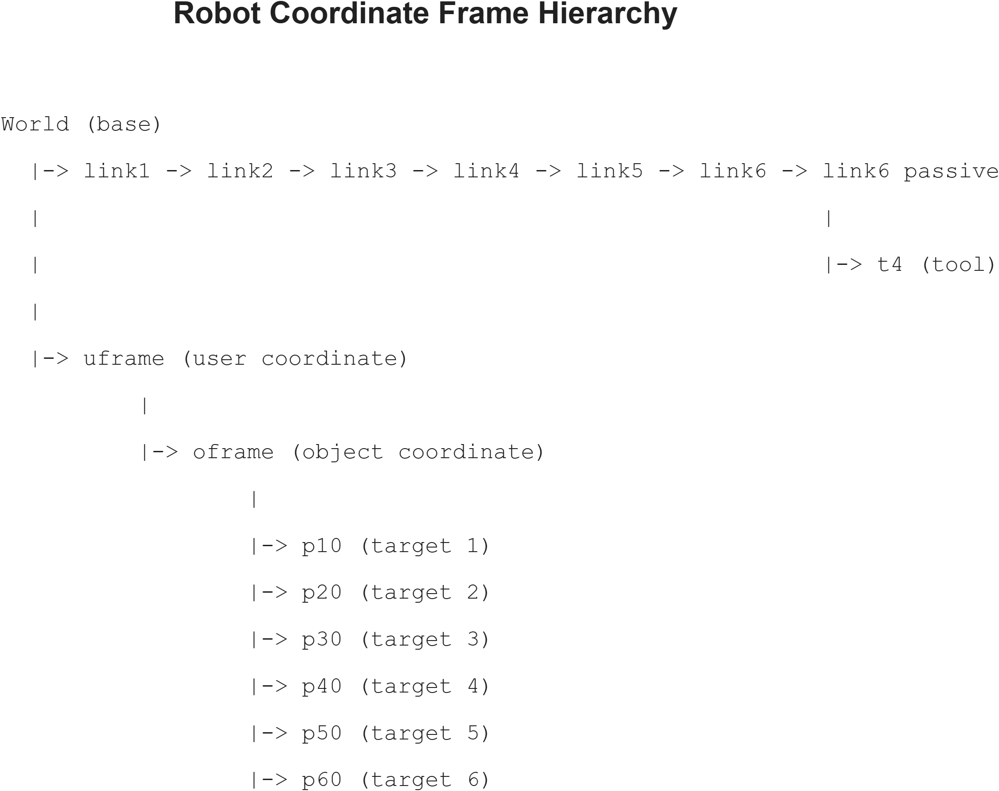 Robot Coordinate Frame Hierarchy
World (base)
|-> link1 -> link2 -> link3 -> link4 -> link5 -> link6 -> link6 passive
| |
| |-> t4 (tool)
|
|-> uframe (user coordinate)
|
|-> oframe (object coordinate)
|
|-> p10 (target 1)
|-> p20 (target 2)
|-> p30 (target 3)
|-> p40 (target 4)
|-> p50 (target 5)
|-> p60 (target 6)